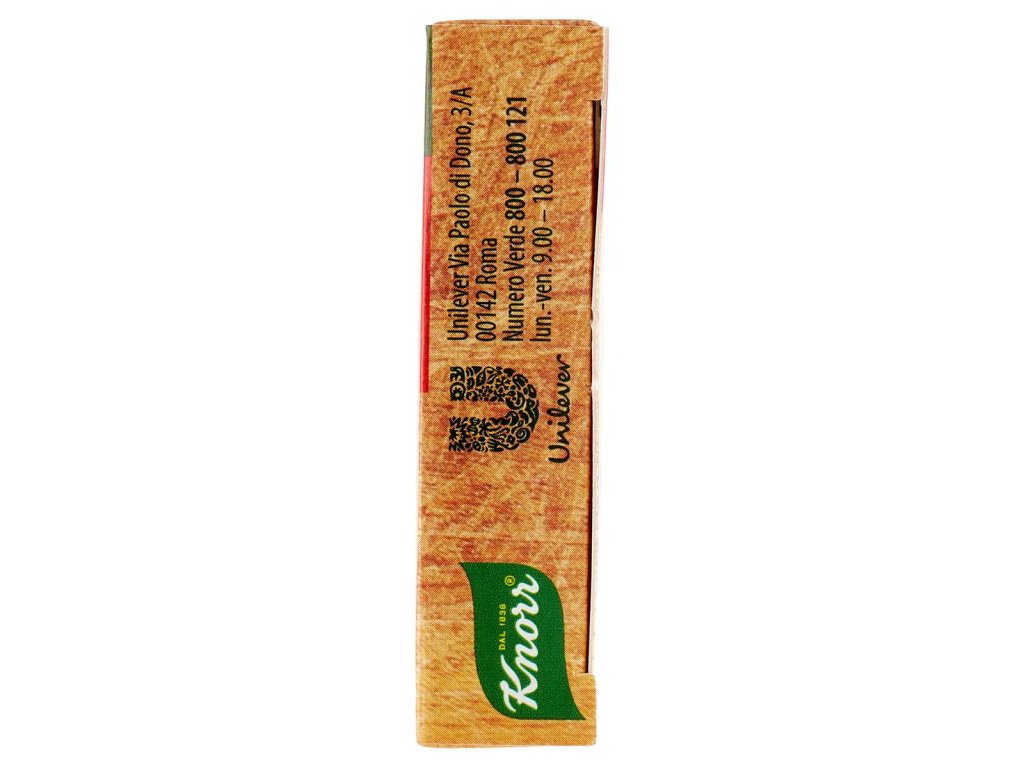 DAL 1838
Knorr®
Unilever
Unilever Via Paolo di Dono, 3/A
00142 Roma
Numero Verde 800 – 800 121
lun.-ven. 9.00 – 18.00